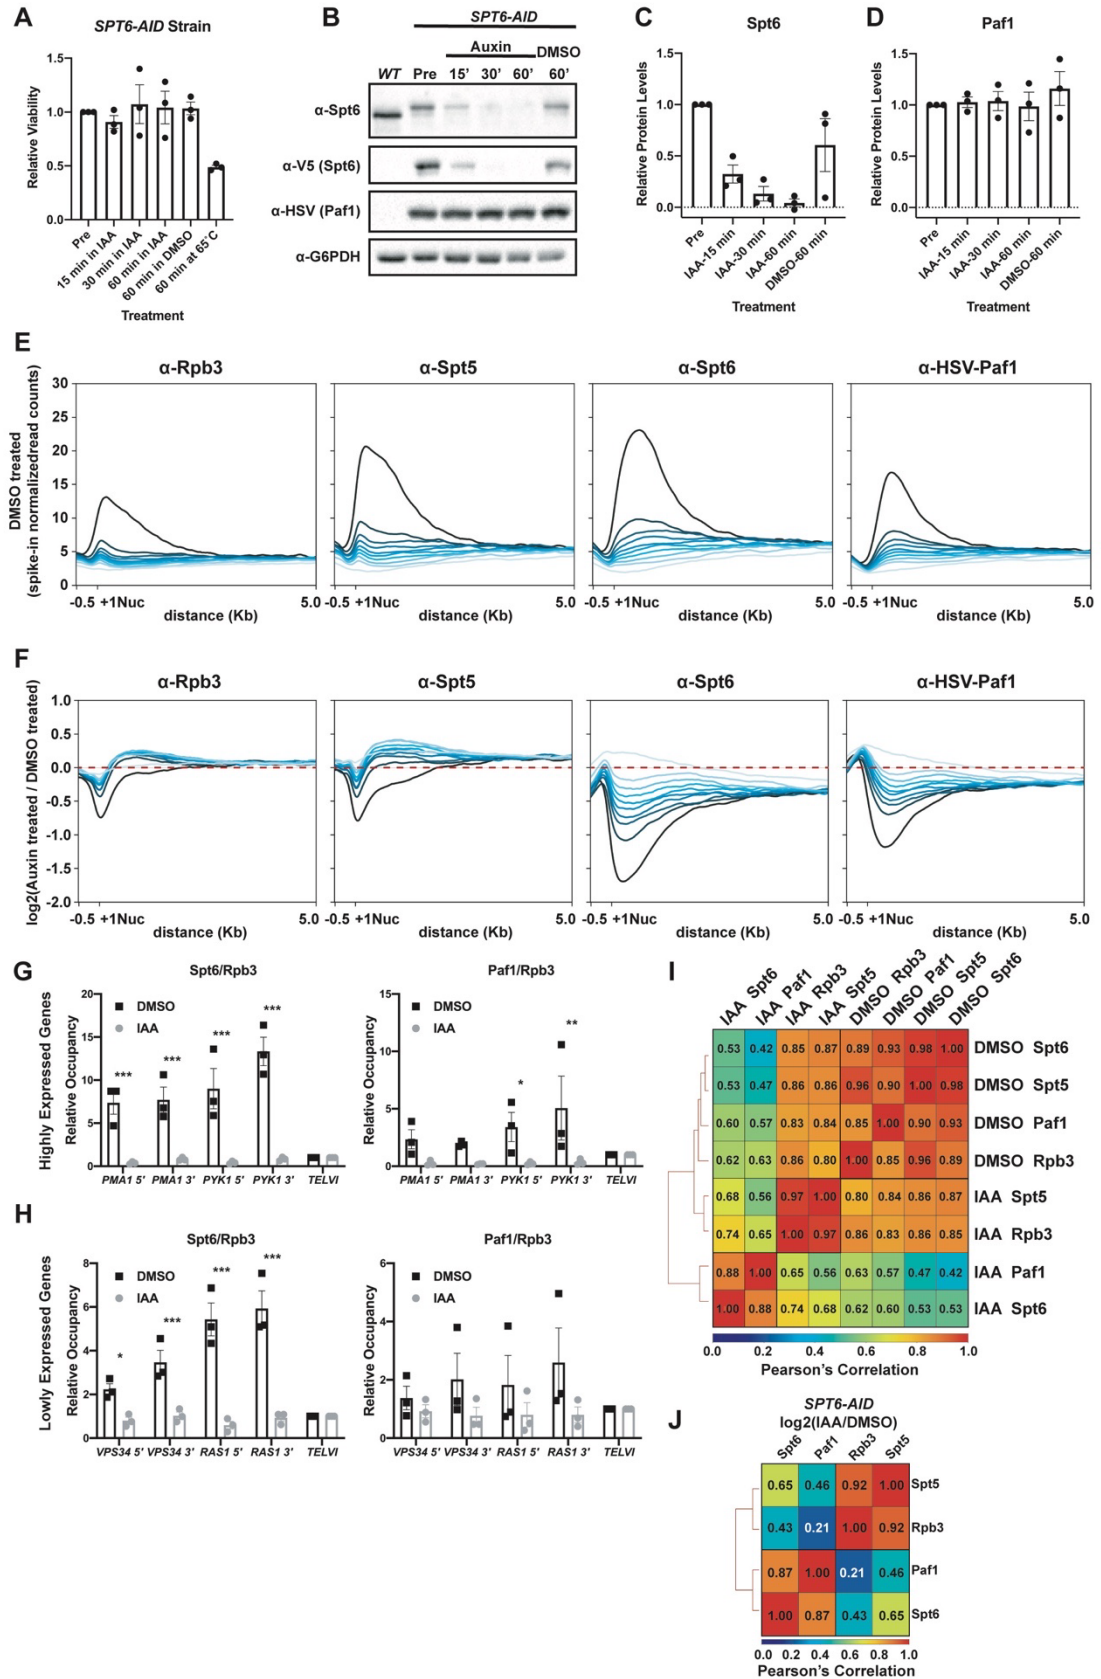 A
SPT6-AID Strain
Relative Viability
1.5
1.0
0.5
0.0
Pre
15 min in IAA
30 min in IAA
60 min in IAA
60 min in DMSO
60 min at 65˚C
Treatment
B
SPT6-AID
Auxin DMSO
WT Pre 15’ 30’ 60’ 60’
α-Spt6
α-V5 (Spt6)
α-HSV (Paf1)
α-G6PDH
C
Spt6
Relative Protein Levels
1.5
1.0
0.5
0.0
Pre
IAA-15 min
IAA-30 min
IAA-60 min
DMSO-60 min
Treatment
D
Paf1
Relative Protein Levels
1.5
1.0
0.5
0.0
Pre
IAA-15 min
IAA-30 min
IAA-60 min
DMSO-60 min
Treatment
E
α-Rpb3 α-Spt5 α-Spt6 α-HSV-Paf1
DMSO treated
(spike-in normalizedread counts)
30
25
20
15
10
5
0
-0.5 +1Nuc 5.0 -0.5 +1Nuc 5.0 -0.5 +1Nuc 5.0 -0.5 +1Nuc 5.0
distance (Kb) distance (Kb) distance (Kb) distance (Kb)
F
α-Rpb3 α-Spt5 α-Spt6 α-HSV-Paf1
log2(Auxin treated / DMSO treated)
1.0
0.5
0.0
-0.5
-1.0
-1.5
-2.0
-0.5 +1Nuc 5.0 -0.5 +1Nuc 5.0 -0.5 +1Nuc 5.0 -0.5 +1Nuc 5.0
distance (Kb) distance (Kb) distance (Kb) distance (Kb)
G
Highly Expressed Genes
Spt6/Rpb3
Relative Occupancy
20
15
10
5
0
DMSO
IAA
*** *** *** ***
PMA1 5' PMA1 3' PYK1 5' PYK1 3' TELVI
Paf1/Rpb3
Relative Occupancy
15
10
5
0
DMSO
IAA
* **
PMA1 5' PMA1 3' PYK1 5' PYK1 3' TELVI
H
Lowly Expressed Genes
Spt6/Rpb3
Relative Occupancy
8
6
4
2
0
DMSO
IAA
* *** *** ***
VPS34 5' VPS34 3' RAS1 5' RAS1 3' TELVI
Paf1/Rpb3
Relative Occupancy
6
4
2
0
DMSO
IAA
VPS34 5' VPS34 3' RAS1 5' RAS1 3' TELVI
I
IAA Spt6
IAA Paf1
IAA Rpb3
IAA Spt5
DMSO Rpb3
DMSO Paf1
DMSO Spt5
DMSO Spt6
0.53 0.42 0.85 0.87 0.89 0.93 0.98 1.00 DMSO Spt6
0.53 0.47 0.86 0.86 0.96 0.90 1.00 0.98 DMSO Spt5
0.60 0.57 0.83 0.84 0.85 1.00 0.90 0.93 DMSO Paf1
0.62 0.63 0.86 0.80 1.00 0.85 0.96 0.89 DMSO Rpb3
0.68 0.56 0.97 1.00 0.80 0.84 0.86 0.87 IAA Spt5
0.74 0.65 1.00 0.97 0.86 0.83 0.86 0.85 IAA Rpb3
0.88 1.00 0.65 0.56 0.63 0.57 0.47 0.42 IAA Paf1
1.00 0.88 0.74 0.68 0.62 0.60 0.53 0.53 IAA Spt6
0.0 0.2 0.4 0.6 0.8 1.0
Pearson's Correlation
J
SPT6-AID
log2(IAA/DMSO)
Spt6
Paf1
Rpb3
Spt5
0.65 0.46 0.92 1.00 Spt5
0.43 0.21 1.00 0.92 Rpb3
0.87 1.00 0.21 0.46 Paf1
1.00 0.87 0.43 0.65 Spt6
0.0 0.2 0.4 0.6 0.8 1.0
Pearson's Correlation